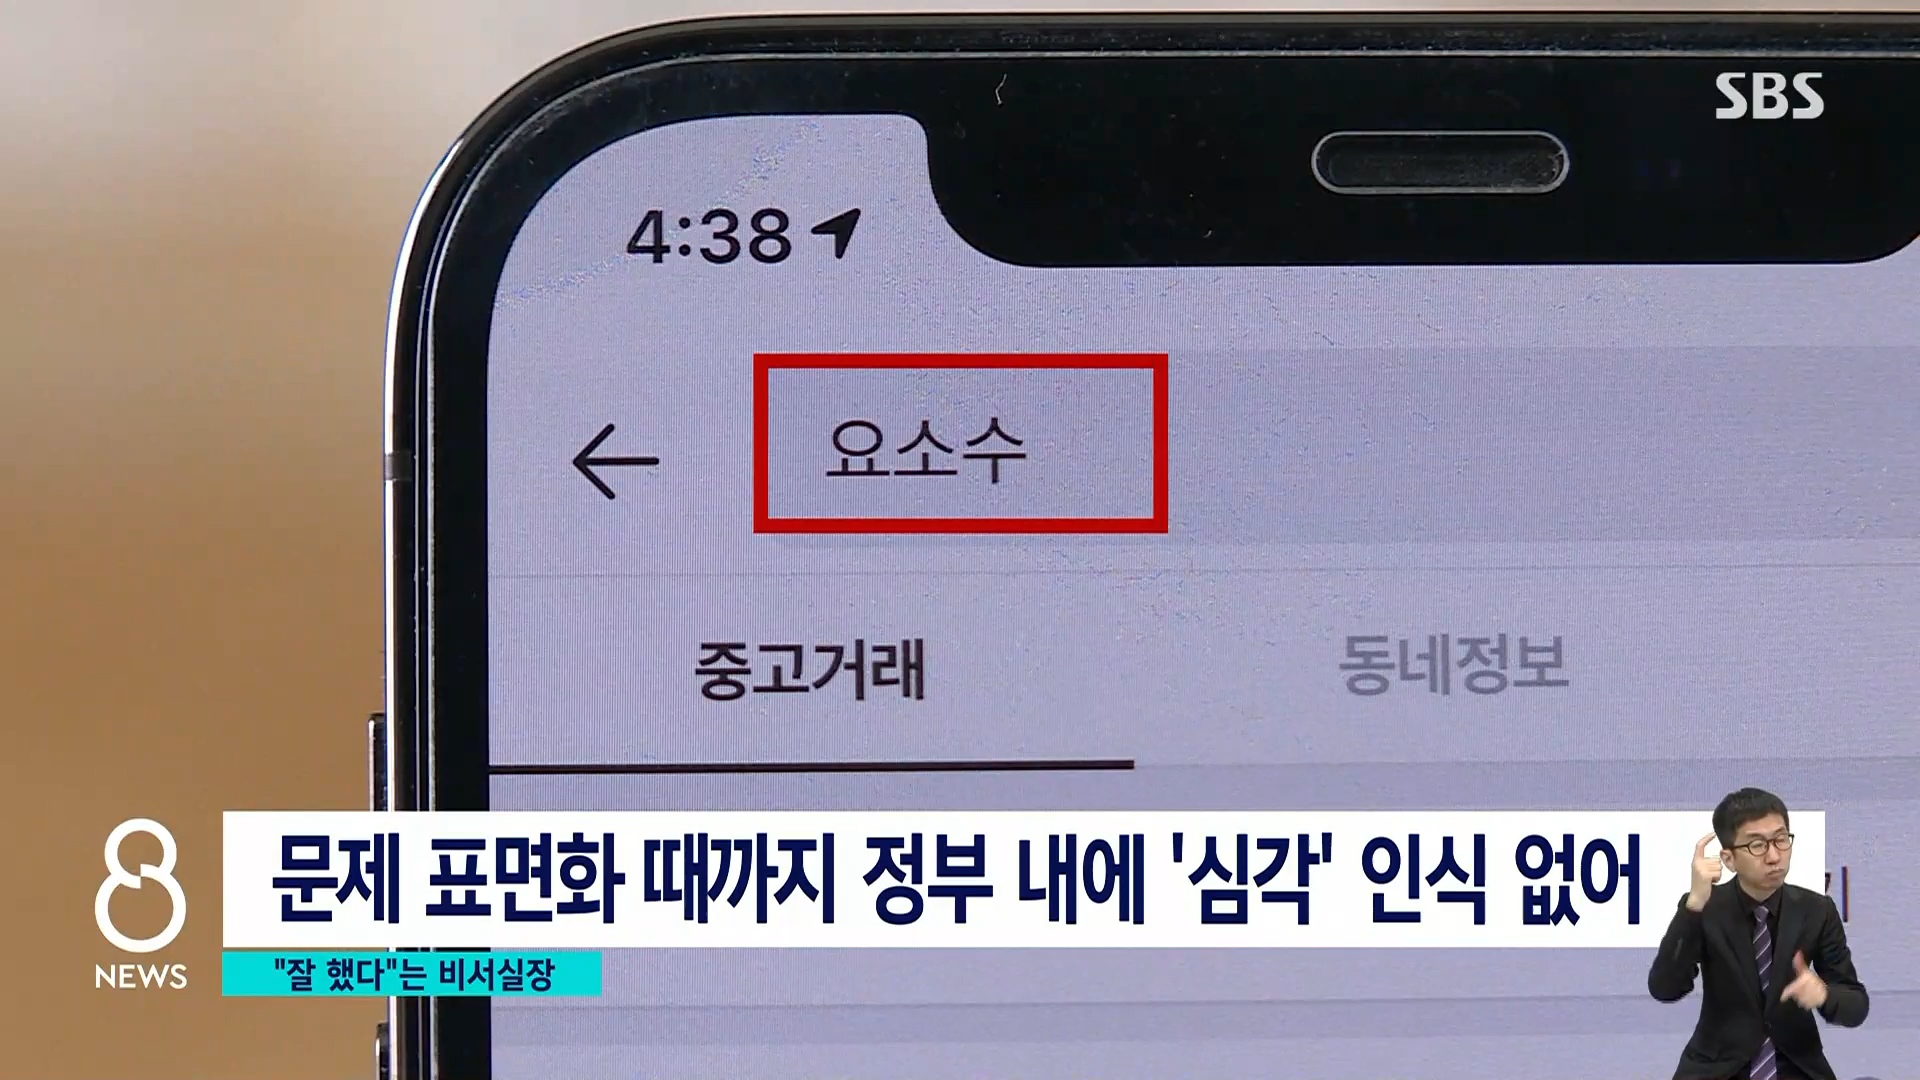 SBS
4:38
요소수
중고거래
동네정보
문제 표면화 때까지 정부 내에 '심각' 인식 없어
"잘 했다"는 비서실장
8
NEWS